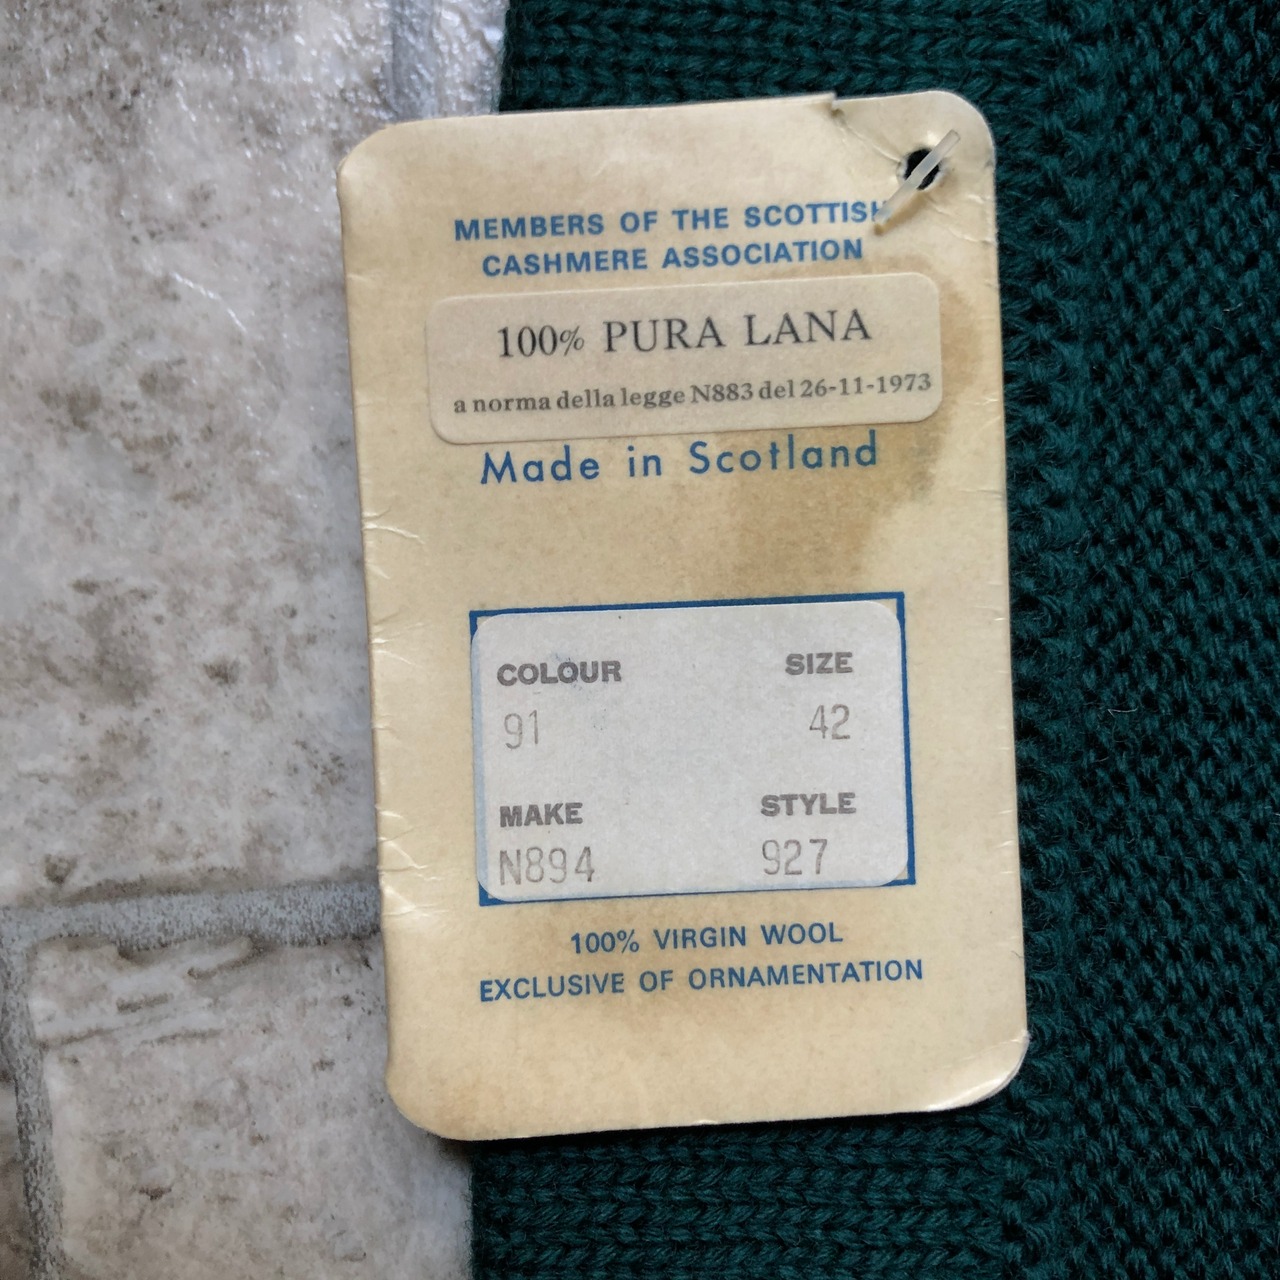 MEMBERS OF THE SCOTTISH
CASHMERE ASSOCIATION
100% PURA LANA
a norma della legge N883 del 26-11-1973
Made in Scotland
COLOUR SIZE
91 42
MAKE STYLE
N894 927
100% VIRGIN WOOL
EXCLUSIVE OF ORNAMENTATION